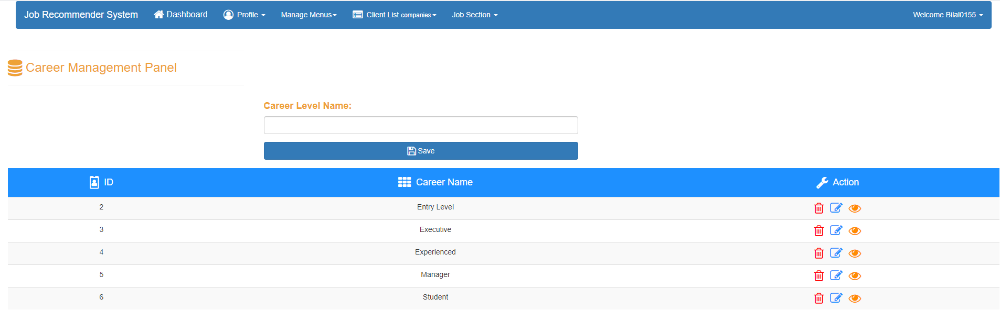 Job Recommender System Dashboard Profile Manage Menus Client List companies Job Section Welcome Bilal0155
Career Management Panel
Career Level Name:
Save
ID Career Name Action
2 Entry Level
3 Executive
4 Experienced
5 Manager
6 Student